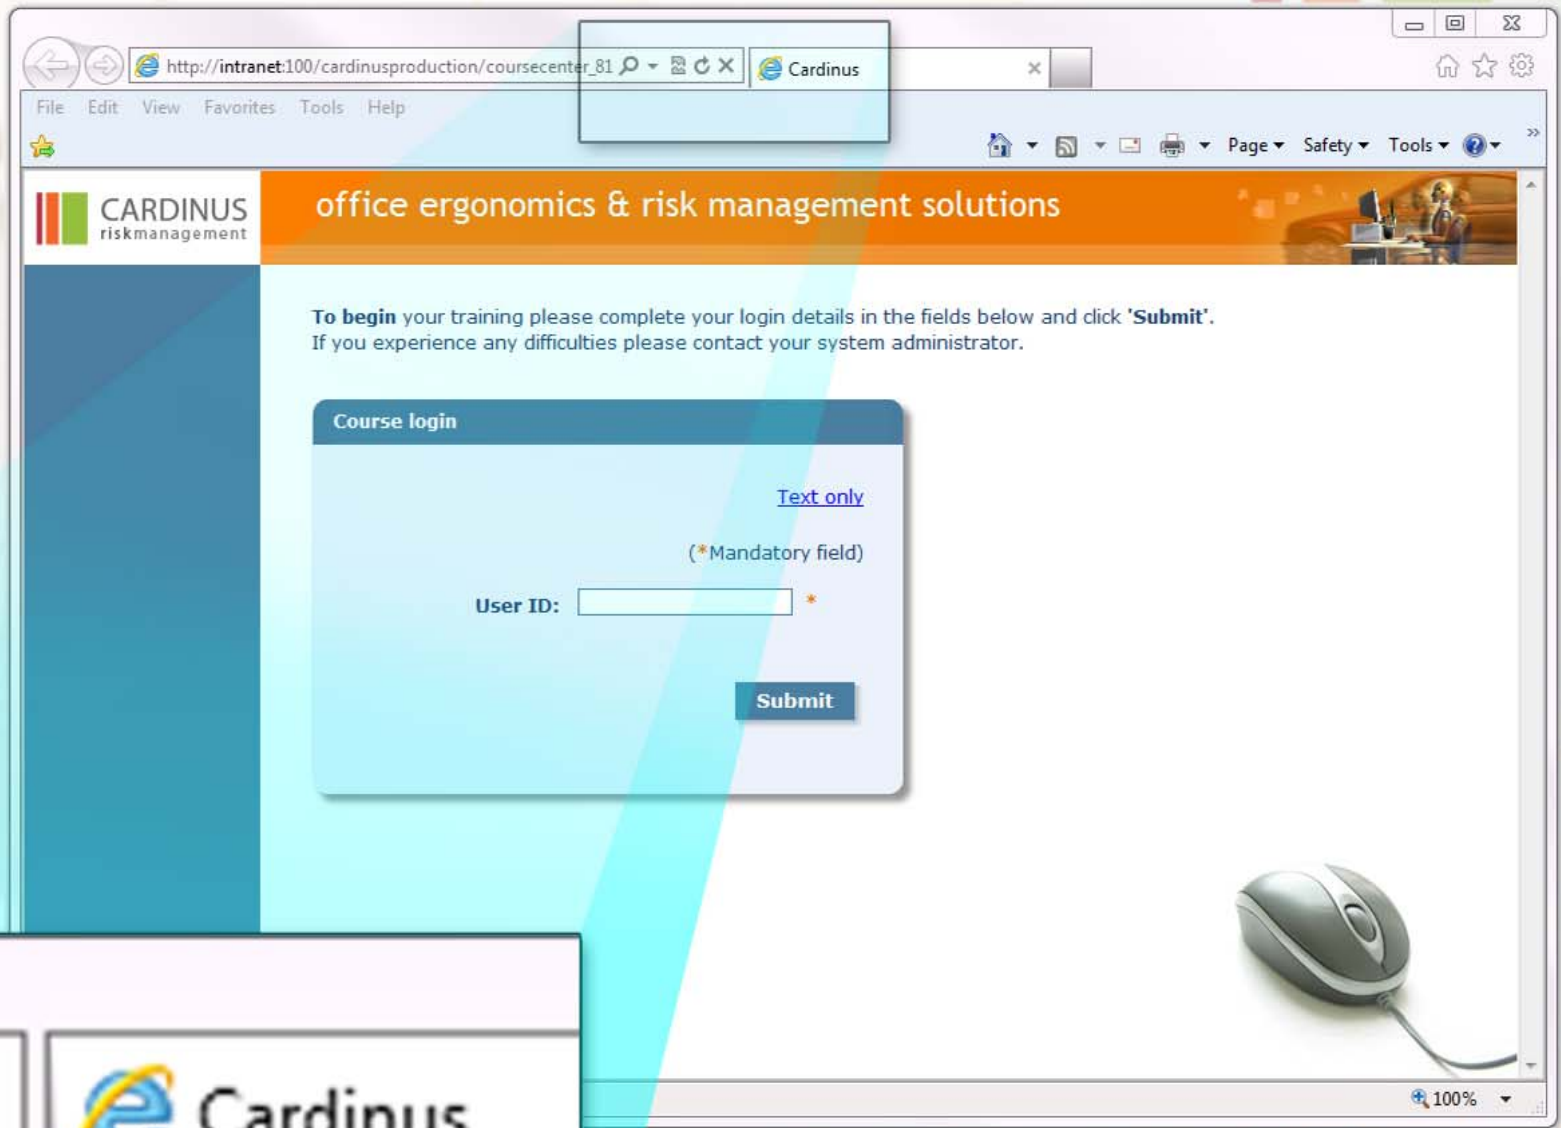 http://intranet:100/cardinusproduction/coursecenter_81
Cardinus
File Edit View Favorites Tools Help
Page Safety Tools
CARDINUS
riskmanagement
office ergonomics & risk management solutions
To begin your training please complete your login details in the fields below and click 'Submit'.
If you experience any difficulties please contact your system administrator.
Course login
Text only
(*Mandatory field)
User ID: *
Submit
100%
Cardinus